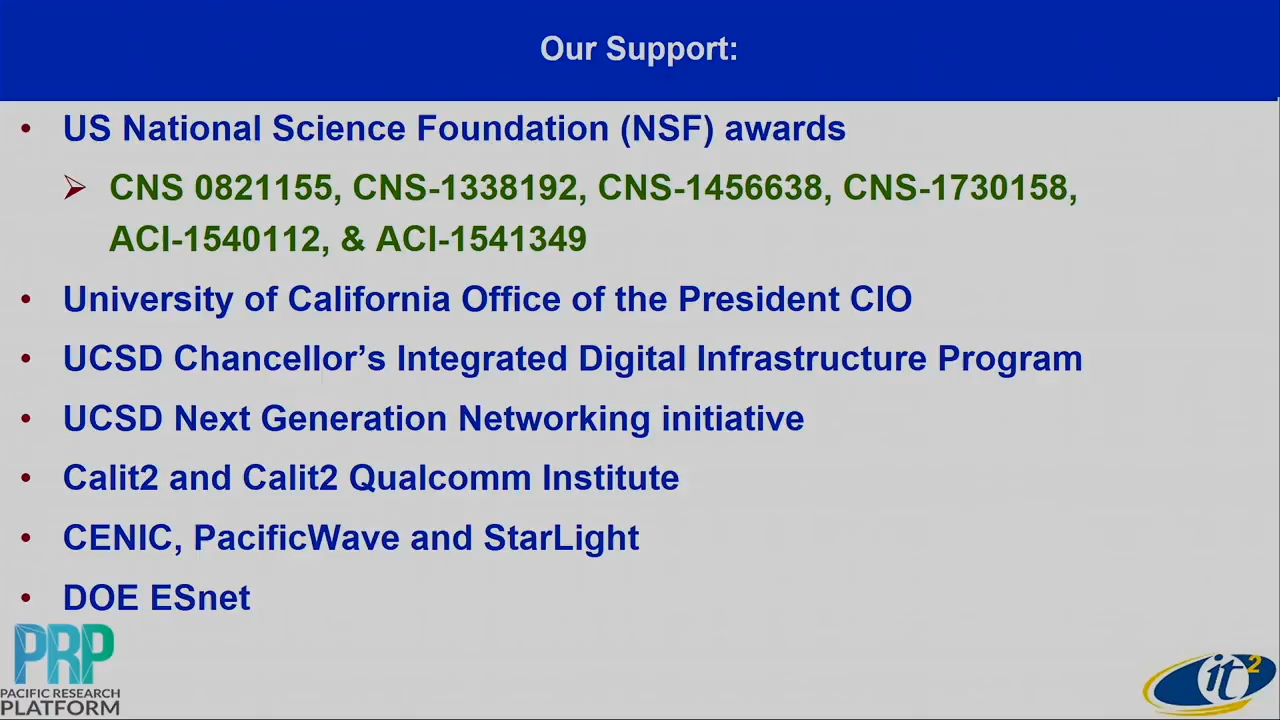 Our Support:
• US National Science Foundation (NSF) awards
➢ CNS 0821155, CNS-1338192, CNS-1456638, CNS-1730158,
ACI-1540112, & ACI-1541349
• University of California Office of the President CIO
• UCSD Chancellor’s Integrated Digital Infrastructure Program
• UCSD Next Generation Networking initiative
• Calit2 and Calit2 Qualcomm Institute
• CENIC, PacificWave and StarLight
• DOE ESnet
PRP
PACIFIC RESEARCH
PLATFORM
it2